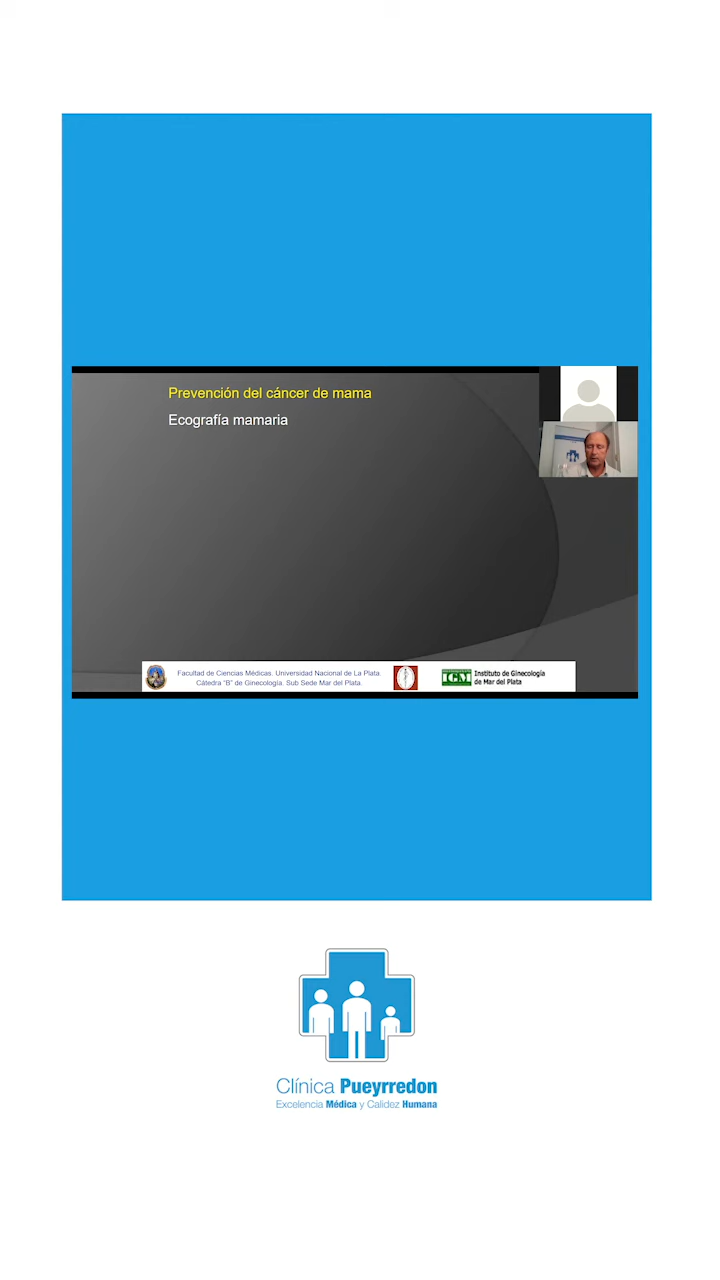 Prevención del cáncer de mama
Ecografía mamaria
Facultad de Ciencias Médicas. Universidad Nacional de La Plata.
Cátedra "B" de Ginecología. Sub Sede Mar del Plata.
IGM
Instituto de Ginecología
de Mar del Plata
Clínica Pueyrredon
Excelencia Médica y Calidez Humana